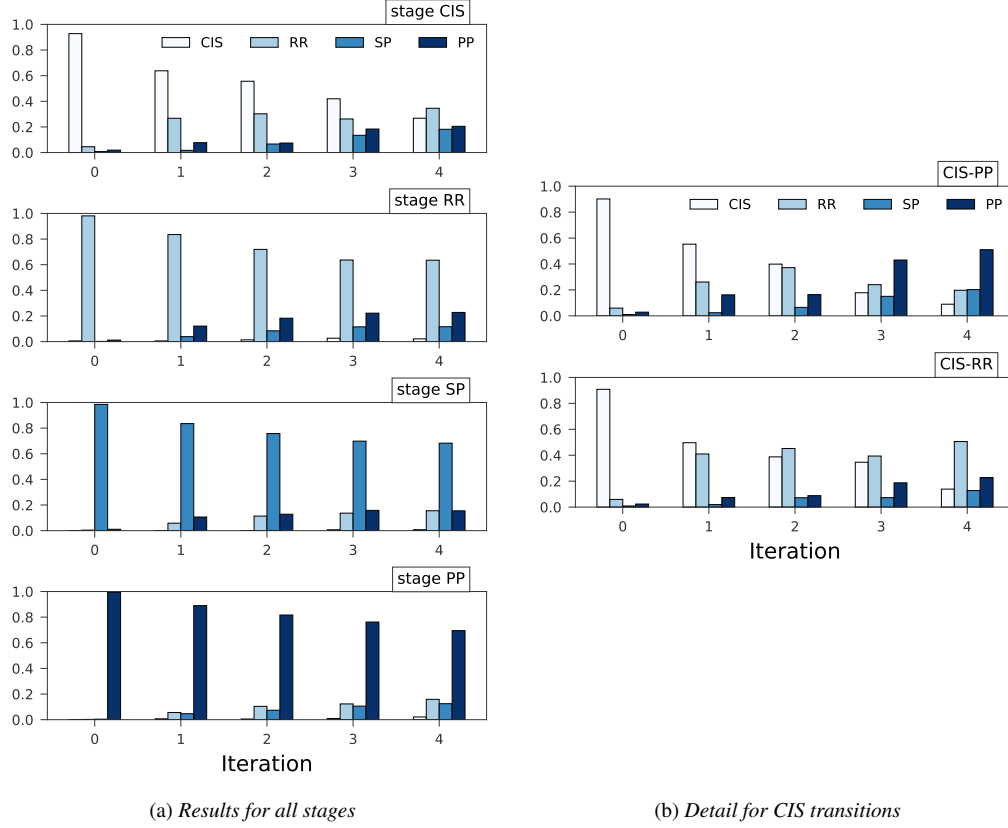 stage CIS
1.0
CIS RR SP PP
0.8
0.6
0.4
0.2
0.0
0 1 2 3 4
stage RR
1.0
0.8
0.6
0.4
0.2
0.0
0 1 2 3 4
stage SP
1.0
0.8
0.6
0.4
0.2
0.0
0 1 2 3 4
stage PP
1.0
0.8
0.6
0.4
0.2
0.0
0 1 2 3 4
Iteration
(a) Results for all stages
CIS-PP
1.0
CIS RR SP PP
0.8
0.6
0.4
0.2
0.0
0 1 2 3 4
CIS-RR
1.0
0.8
0.6
0.4
0.2
0.0
0 1 2 3 4
Iteration
(b) Detail for CIS transitions